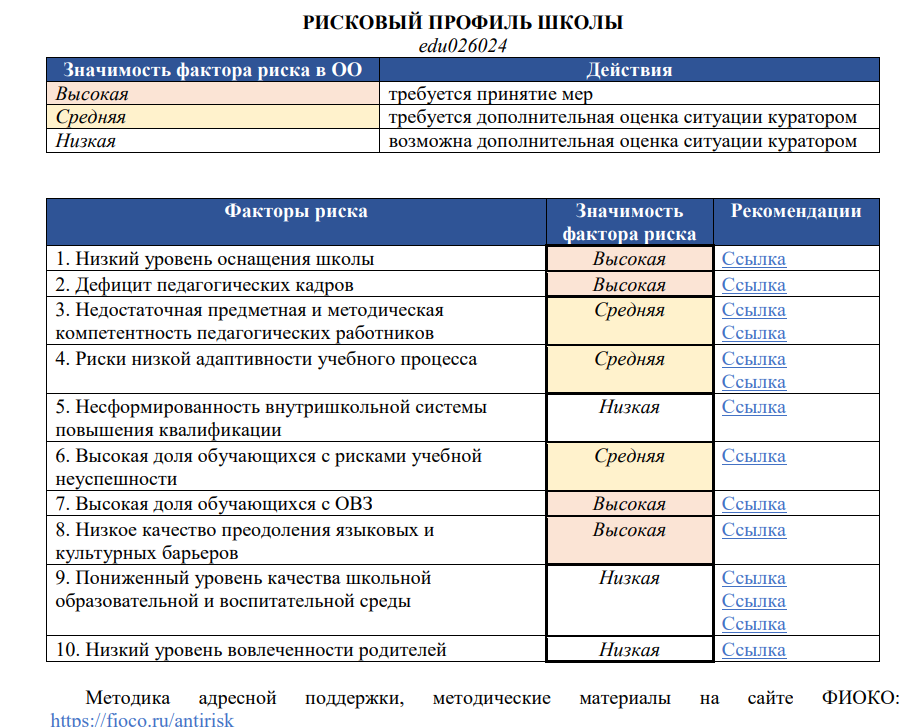 РИСКОВЫЙ ПРОФИЛЬ ШКОЛЫ
edu026024
Значимость фактора риска в ОО Действия
Высокая требуется принятие мер
Средняя требуется дополнительная оценка ситуации куратором
Низкая возможна дополнительная оценка ситуации куратором
Факторы риска Значимость Рекомендации
фактора риска
1. Низкий уровень оснащения школы Высокая Ссылка
2. Дефицит педагогических кадров Высокая Ссылка
3. Недостаточная предметная и методическая Средняя Ссылка
компетентность педагогических работников Ссылка
4. Риски низкой адаптивности учебного процесса Средняя Ссылка
Ссылка
5. Несформированность внутришкольной системы Низкая Ссылка
повышения квалификации
6. Высокая доля обучающихся с рисками учебной Средняя Ссылка
неуспешности
7. Высокая доля обучающихся с ОВЗ Высокая Ссылка
8. Низкое качество преодоления языковых и Высокая Ссылка
культурных барьеров
9. Пониженный уровень качества школьной Низкая Ссылка
образовательной и воспитательной среды Ссылка
Ссылка
10. Низкий уровень вовлеченности родителей Низкая Ссылка
Методика адресной поддержки, методические материалы на сайте ФИОКО:
https://fioco.ru/antirisk